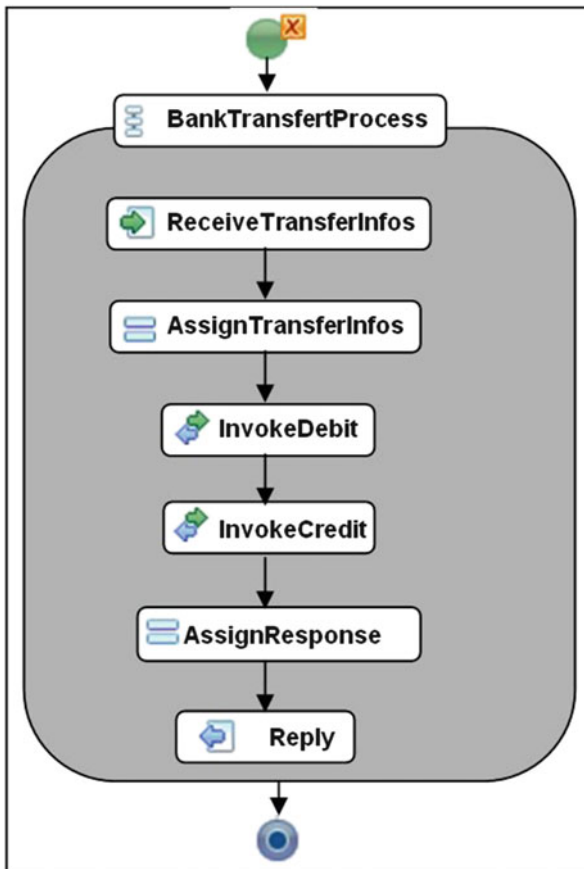 BankTransfertProcess
ReceiveTransferInfos
AssignTransferInfos
InvokeDebit
InvokeCredit
AssignResponse
Reply